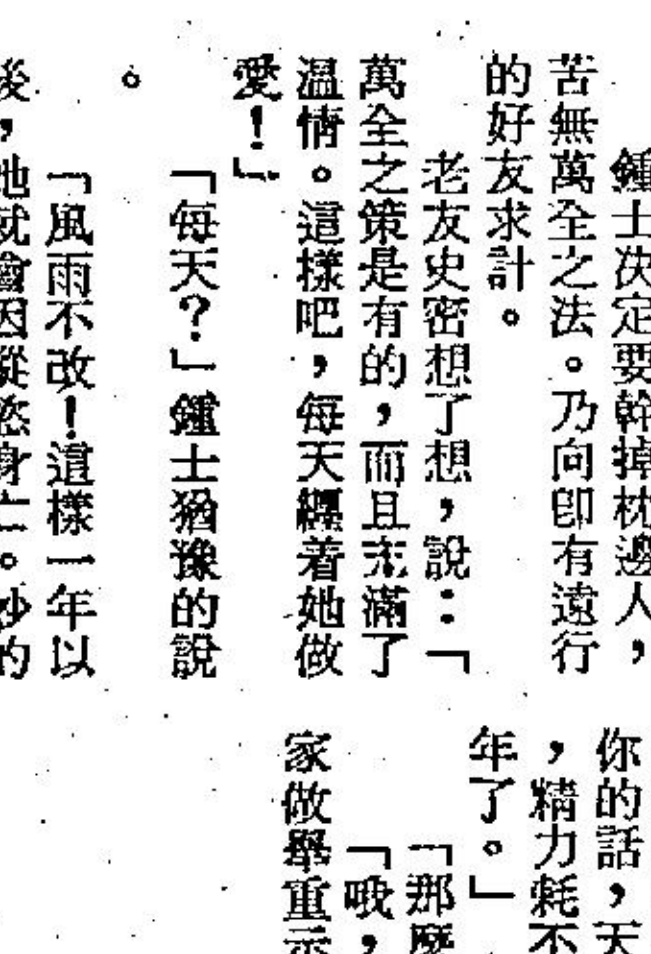 鍾士決定要幹掉枕邊人，
苦無萬全之法。乃向即有遠行
的好友求計。
老友史密想了想，說：「
萬全之策是有的，而且充滿了
溫情。這樣吧，每天纒着她做
愛！」
「每天？」鍾士猶豫的說
。
「風雨不改！這樣一年以
後，她就會因縱慾身亡。妙的
你的話，天
，精力耗不
年了。」
「那麼
「哦，
家做舉重示